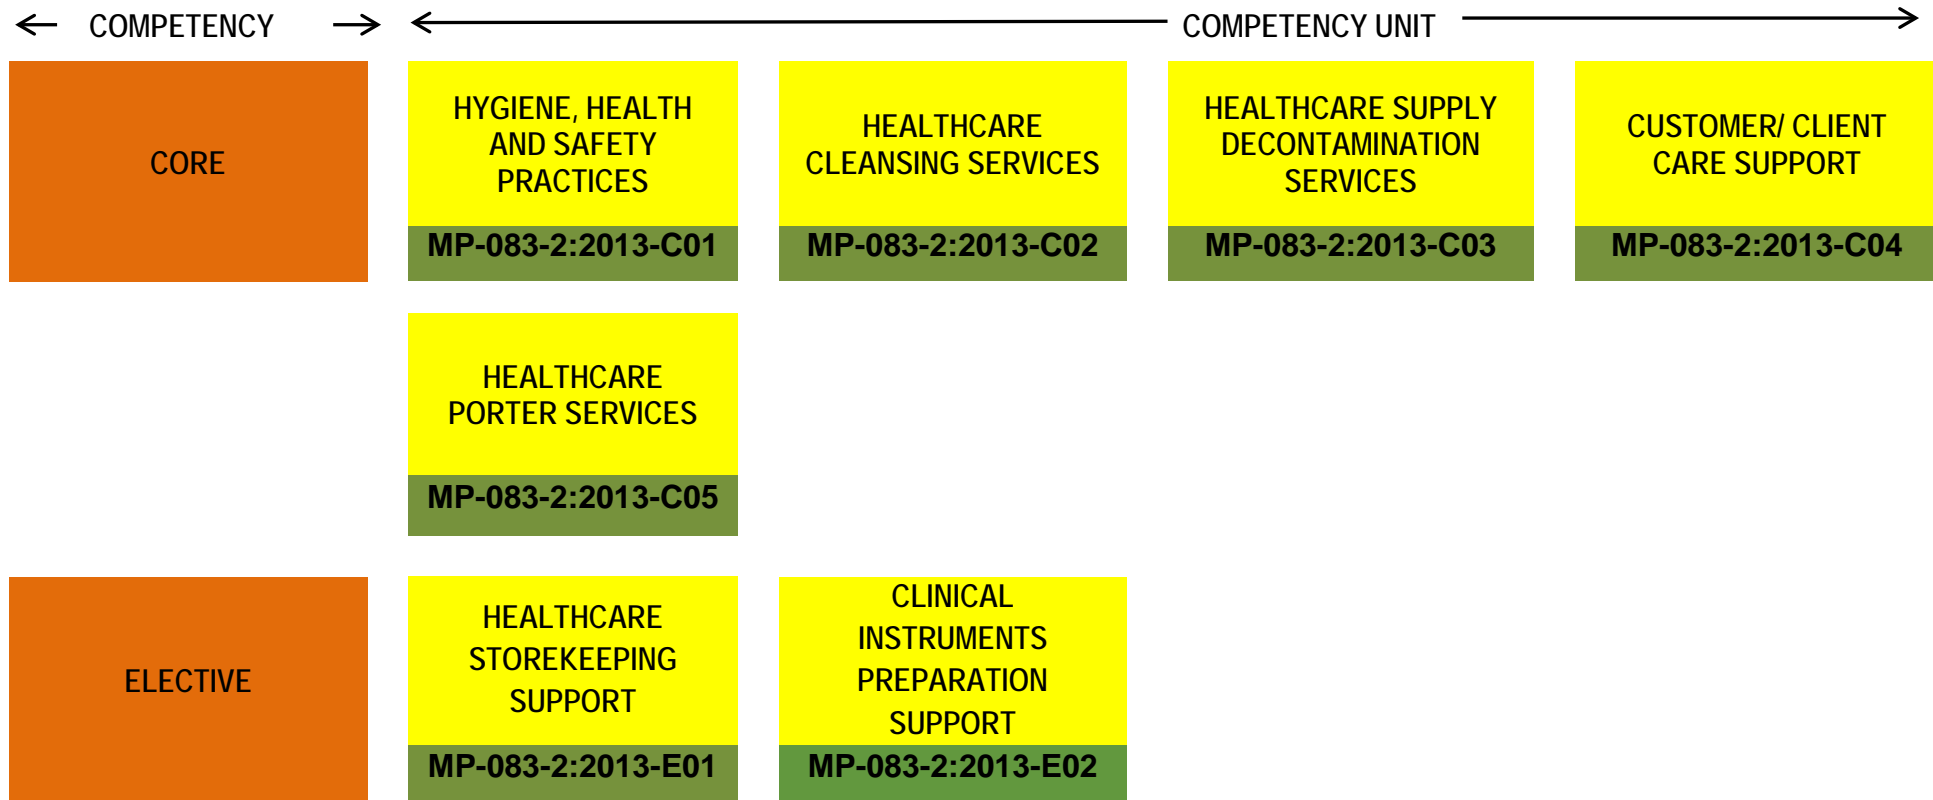 COMPETENCY
COMPETENCY UNIT
CORE
HYGIENE, HEALTH
AND SAFETY
PRACTICES
MP-083-2:2013-C01
HEALTHCARE
CLEANSING SERVICES
MP-083-2:2013-C02
HEALTHCARE SUPPLY
DECONTAMINATION
SERVICES
MP-083-2:2013-C03
CUSTOMER/ CLIENT
CARE SUPPORT
MP-083-2:2013-C04
HEALTHCARE
PORTER SERVICES
MP-083-2:2013-C05
ELECTIVE
HEALTHCARE
STOREKEEPING
SUPPORT
MP-083-2:2013-E01
CLINICAL
INSTRUMENTS
PREPARATION
SUPPORT
MP-083-2:2013-E02